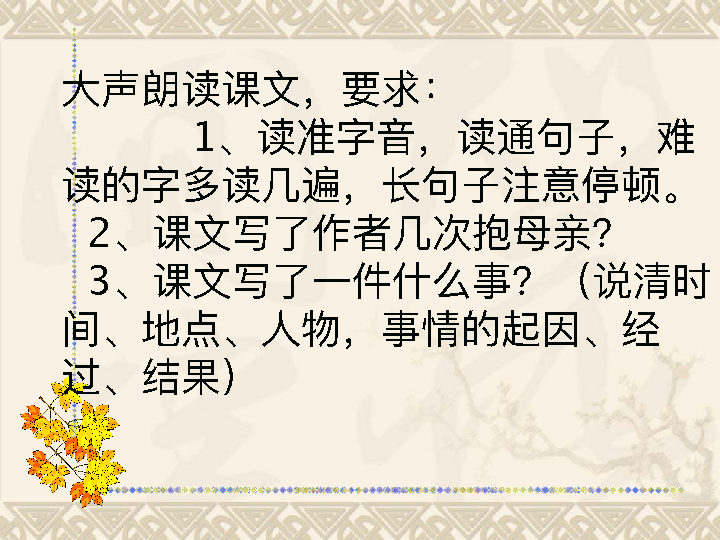 大声朗读课文，要求：
1、读准字音，读通句子，难
读的字多读几遍，长句子注意停顿。
2、课文写了作者几次抱母亲？
3、课文写了一件什么事？（说清时
间、地点、人物，事情的起因、经
过、结果）